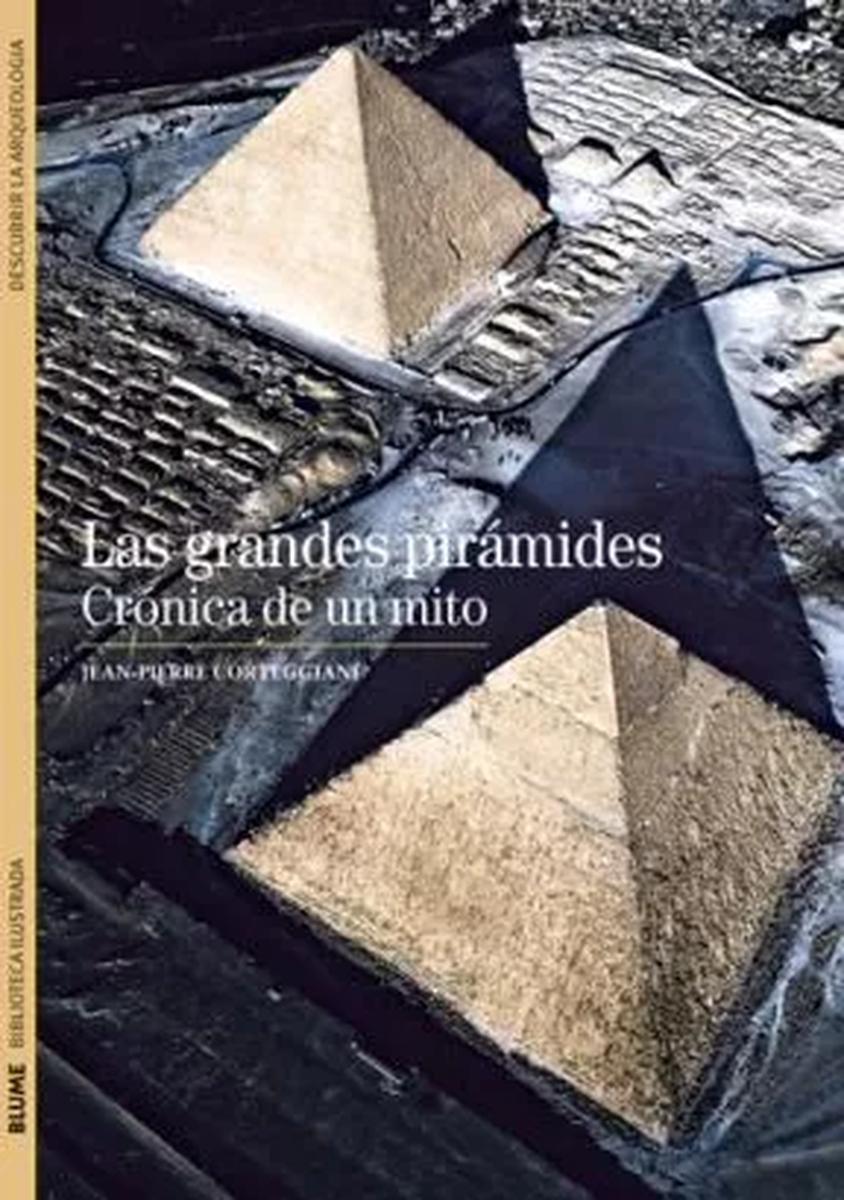 Las grandes pirámides
Crónica de un mito
JEAN-PIERRE CORTEGGIANI
DESCUBRIR LA ARQUEOLOGÍA
BIBLIOTECA ILUSTRADA
BLUME